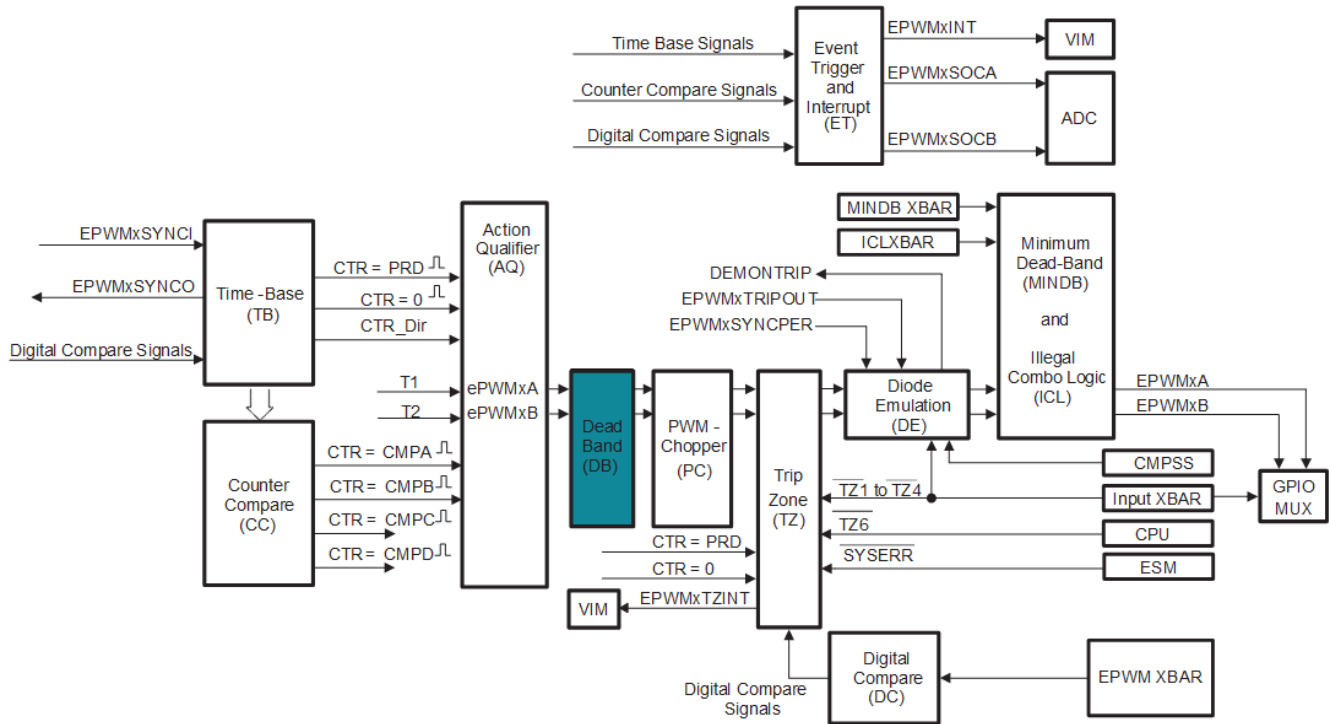 Time Base Signals
Counter Compare Signals
Digital Compare Signals
Event
Trigger
and
Interrupt
(ET)
EPWMxINT
EPWMxSOCA
EPWMxSOCB
VIM
ADC
EPWMxSYNCI
EPWMxSYNCO
Digital Compare Signals
Time -Base
(TB)
CTR = PRD
CTR = 0
CTR_Dir
T1
T2
Counter
Compare
(CC)
CTR = CMPA
CTR = CMPB
CTR = CMPC
CTR = CMPD
Action
Qualifier
(AQ)
ePWMxA
ePWMxB
Dead
Band
(DB)
PWM -
Chopper
(PC)
CTR = PRD
CTR = 0
EPWMxTZINT
VIM
Trip
Zone
(TZ)
DEMONTRIP
EPWMxTRIPOUT
EPWMxSYNCPER
Diode
Emulation
(DE)
MINDB XBAR
ICLXBAR
Minimum
Dead-Band
(MINDB)
and
Illegal
Combo Logic
(ICL)
EPWMxA
EPWMxB
TZ1 to TZ4
TZ6
SYSERR
CMPSS
Input XBAR
CPU
ESM
GPIO
MUX
Digital Compare
Signals
Digital
Compare
(DC)
EPWM XBAR